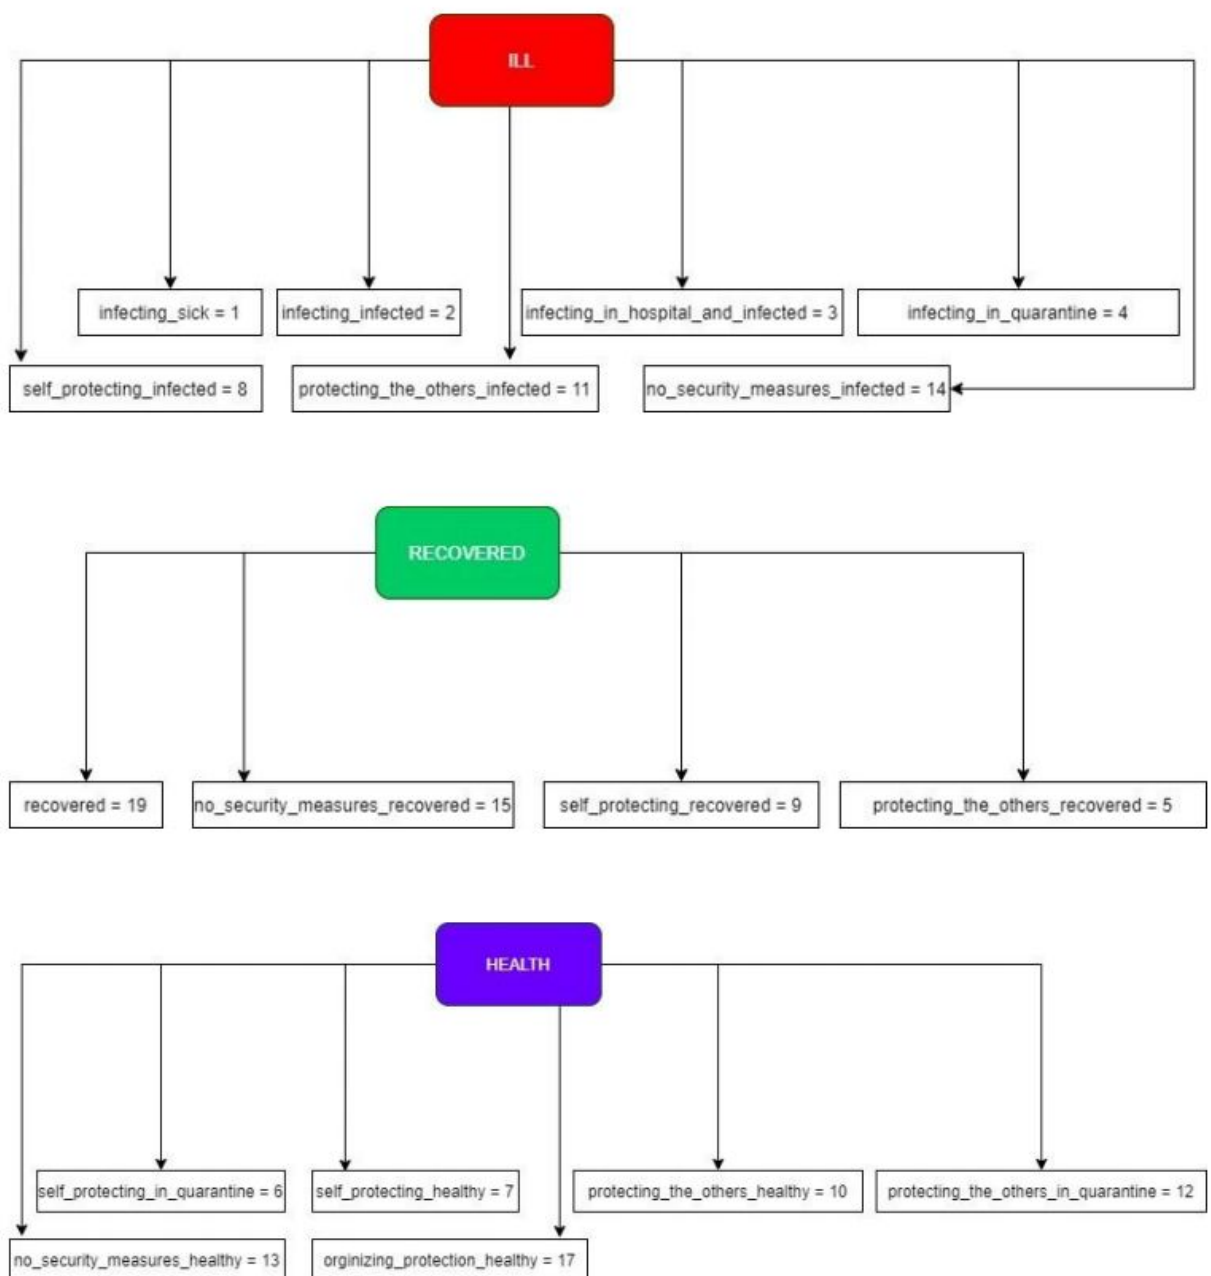 ILL
infecting_sick = 1
infecting_infected = 2
infecting_in_hospital_and_infected = 3
infecting_in_quarantine = 4
self_protecting_infected = 8
protecting_the_others_infected = 11
no_security_measures_infected = 14
RECOVERED
recovered = 19
no_security_measures_recovered = 15
self_protecting_recovered = 9
protecting_the_others_recovered = 5
HEALTH
self_protecting_in_quarantine = 6
self_protecting_healthy = 7
protecting_the_others_healthy = 10
protecting_the_others_in_quarantine = 12
no_security_measures_healthy = 13
orginizing_protection_healthy = 17